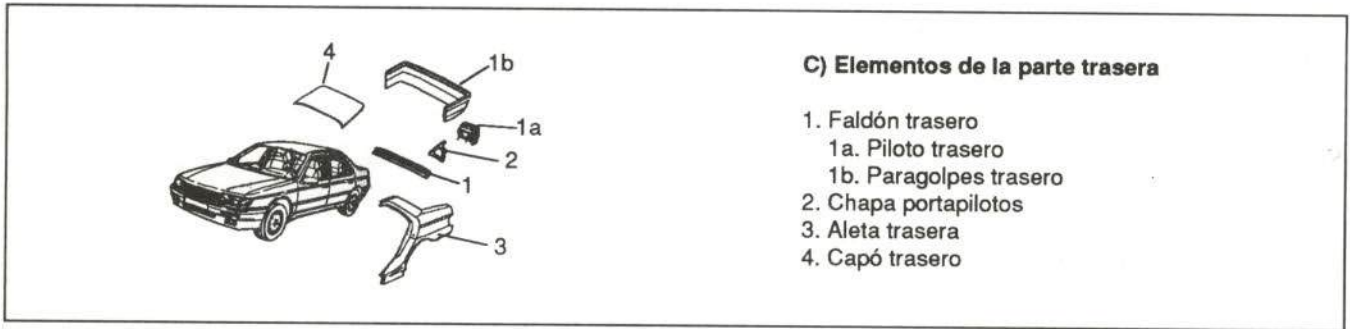 4
1b
1a
2
1
3
C) Elementos de la parte trasera
1. Faldón trasero
1a. Piloto trasero
1b. Paragolpes trasero
2. Chapa portapilotos
3. Aleta trasera
4. Capó trasero